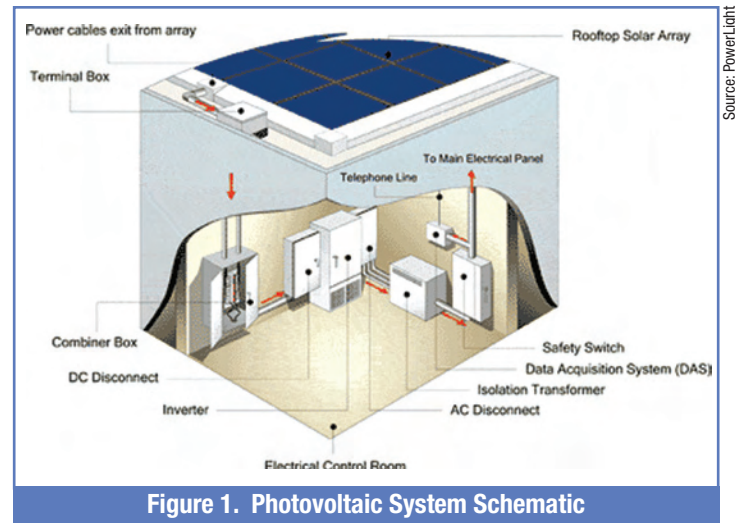 Power cables exit from array
Rooftop Solar Array
Terminal Box
Source: PowerLight
To Main Electrical Panel
Telephone Line
Combiner Box
Safety Switch
DC Disconnect
Data Acquisition System (DAS)
Isolation Transformer
Inverter
AC Disconnect
Electrical Control Room
Figure 1. Photovoltaic System Schematic